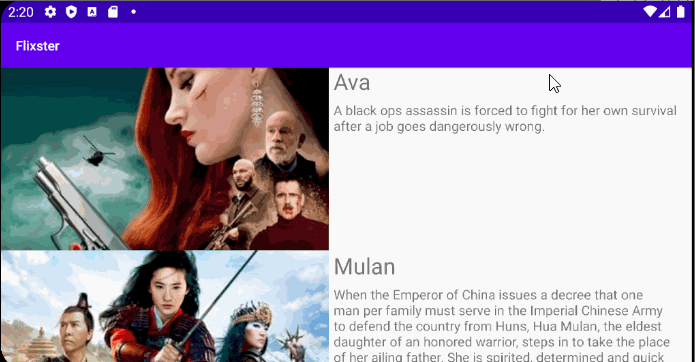 2:20
Flixster
Ava
A black ops assassin is forced to fight for her own survival
after a job goes dangerously wrong.
Mulan
When the Emperor of China issues a decree that one
man per family must serve in the Imperial Chinese Army
to defend the country from Huns, Hua Mulan, the eldest
daughter of an honored warrior, steps in to take the place
of her ailing father. She is spirited, determined and quick